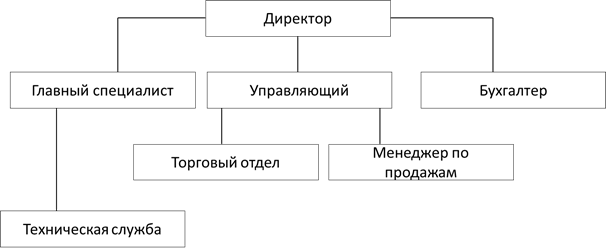 Директор
Главный специалист
Управляющий
Бухгалтер
Торговый отдел
Менеджер по
продажам
Техническая служба